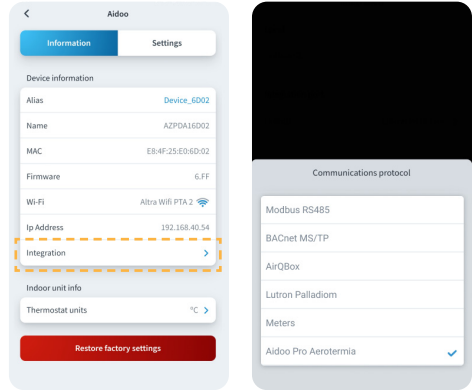 Aidoo
Information Settings
Device information
Alias Device_6D02
Name AZPDA16D02
MAC E8:4F:25:E0:6D:02
Firmware 6.FF
Wi-Fi Altra Wifi PTA 2
Ip Address 192.168.40.54
Integration
Indoor unit info
Thermostat units °C
Restore factory settings
Communications protocol
Modbus RS485
BACnet MS/TP
AirQBox
Lutron Palladiom
Meters
Aidoo Pro Aerotermia